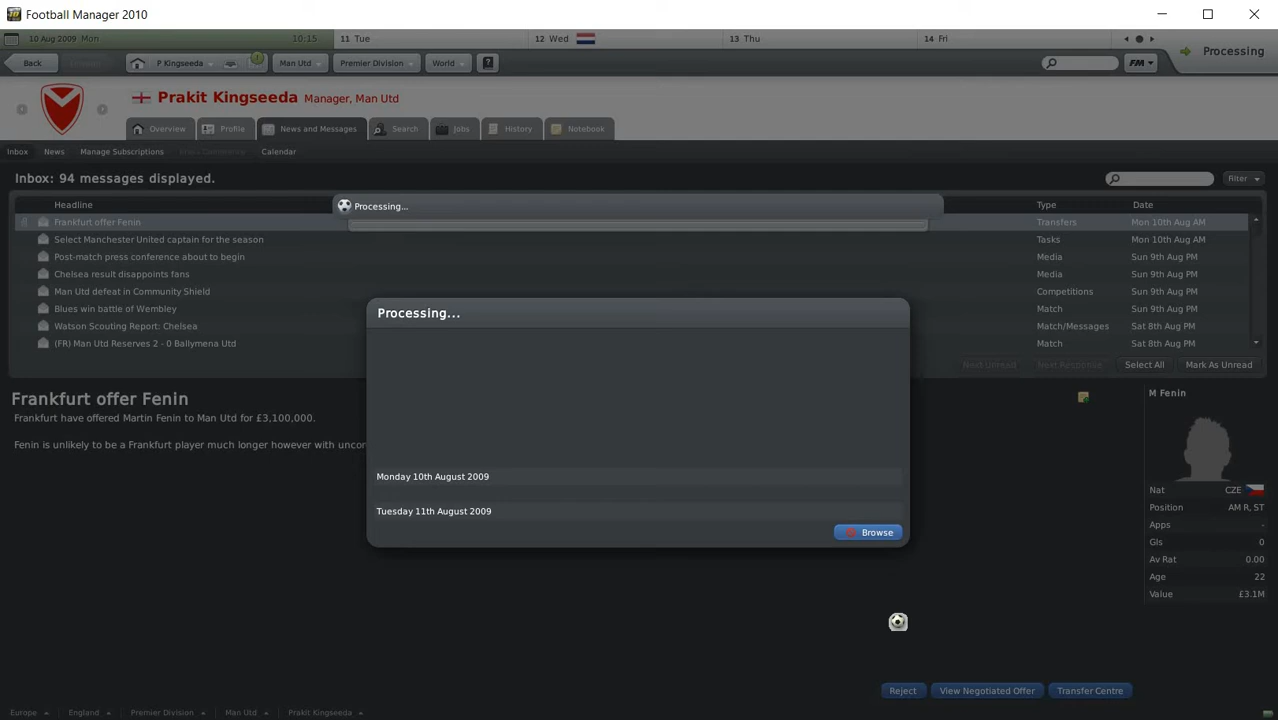 Football Manager 2010
10 Aug 2009 Mon 10:15 11 Tue 12 Wed 13 Thu 14 Fri
Back P Kingseeda Man Utd Premier Division World ? FM Processing
Prakit Kingseeda Manager, Man Utd
Overview Profile News and Messages Search Jobs History Notebook
Inbox News Manage Subscriptions Calendar
Inbox: 94 messages displayed. Filter
Headline Type Date
Processing...
Frankfurt offer Fenin Transfers Mon 10th Aug AM
Select Manchester United captain for the season Tasks Mon 10th Aug AM
Post-match press conference about to begin Media Sun 9th Aug PM
Chelsea result disappoints fans Media Sun 9th Aug PM
Man Utd defeat in Community Shield Competitions Sun 9th Aug PM
Blues win battle of Wembley Match Sun 9th Aug PM
Watson Scouting Report: Chelsea Match/Messages Sat 8th Aug PM
(FR) Man Utd Reserves 2 - 0 Ballymena Utd Match Sat 8th Aug PM
Next Unread Next Response Select All Mark As Unread
Processing...
Monday 10th August 2009
Tuesday 11th August 2009
Browse
Frankfurt offer Fenin
Frankfurt have offered Martin Fenin to Man Utd for £3,100,000.
Fenin is unlikely to be a Frankfurt player much longer however with
M Fenin
Nat CZE
Position AM R, ST
Apps -
Gls 0
Av Rat 0.00
Age 22
Value £3.1M
Reject View Negotiated Offer Transfer Centre
Europe England Premier Division Man Utd Prakit Kingseeda